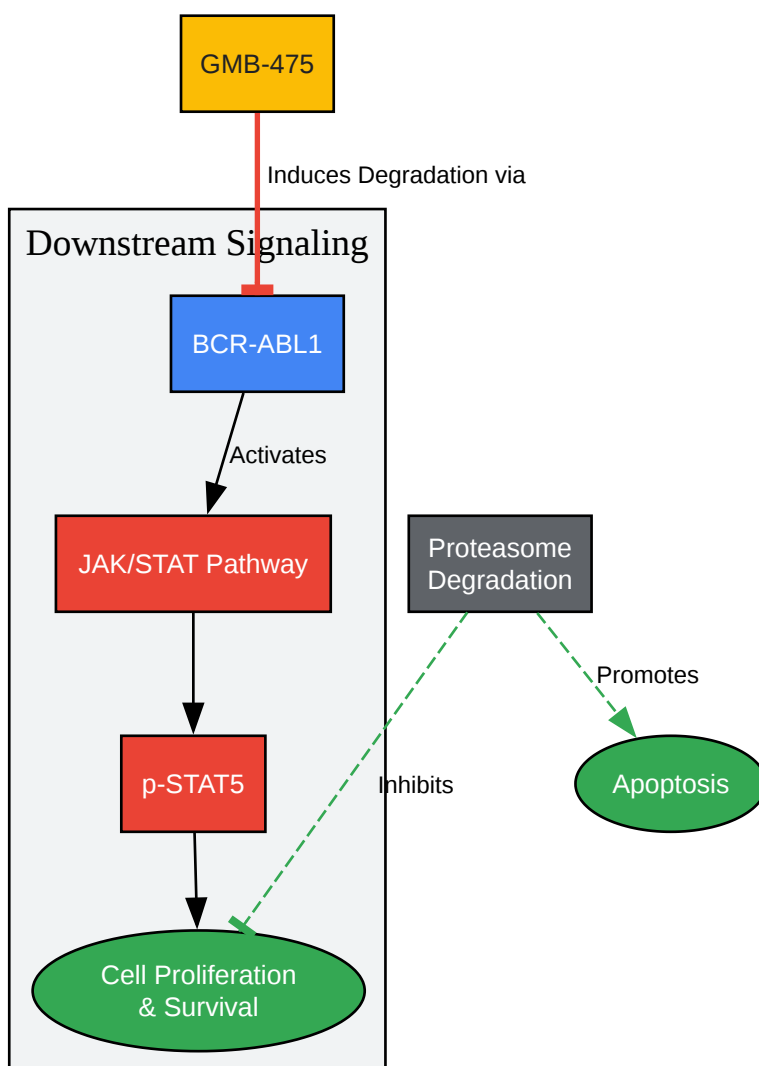 GMB-475
Induces Degradation via
Downstream Signaling
BCR-ABL1
Activates
JAK/STAT Pathway
Proteasome
Degradation
Promotes
p-STAT5
Inhibits
Apoptosis
Cell Proliferation
& Survival